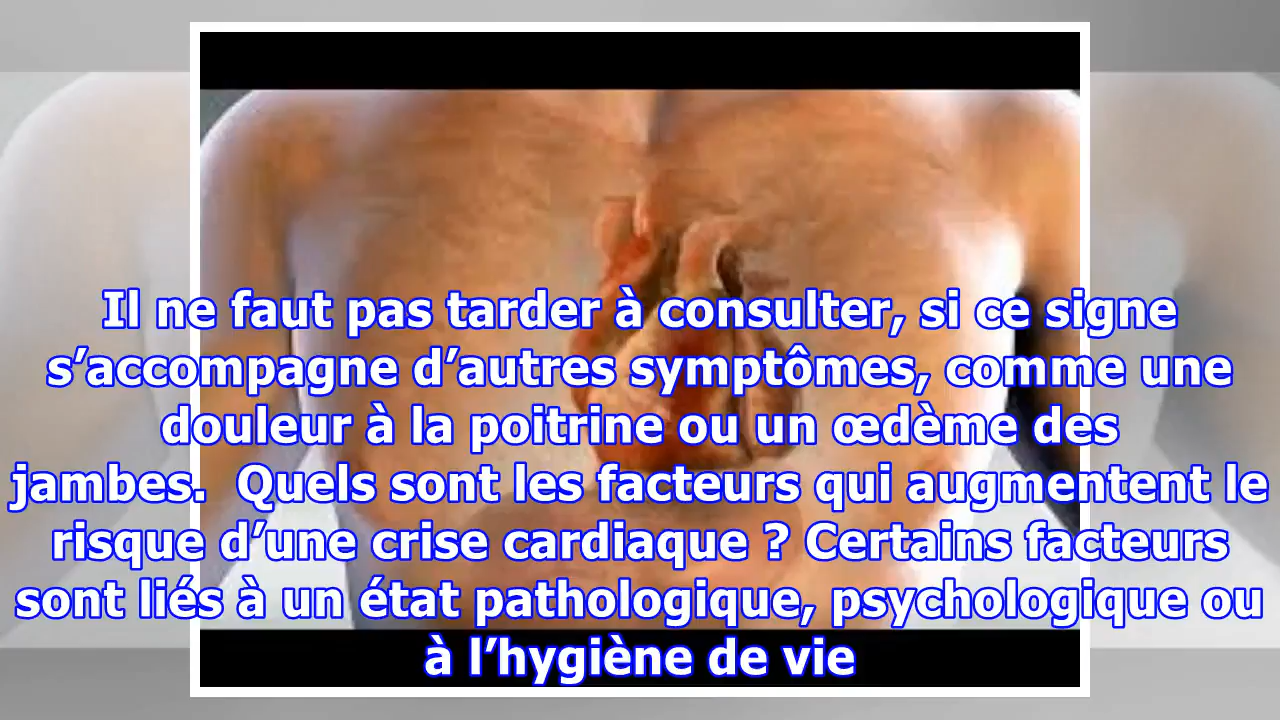 Il ne faut pas tarder à consulter, si ce signe
s’accompagne d’autres symptômes, comme une
douleur à la poitrine ou un œdème des
jambes.  Quels sont les facteurs qui augmentent le
risque d’une crise cardiaque ? Certains facteurs
sont liés à un état pathologique, psychologique ou
à l’hygiène de vie